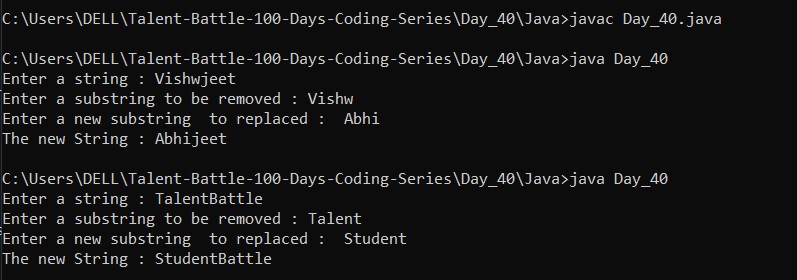 C:\Users\DELL\Talent-Battle-100-Days-Coding-Series\Day_40\Java>javac Day_40.java
C:\Users\DELL\Talent-Battle-100-Days-Coding-Series\Day_40\Java>java Day_40
Enter a string : Vishwjeet
Enter a substring to be removed : Vishw
Enter a new substring  to replaced :  Abhi
The new String : Abhijeet
C:\Users\DELL\Talent-Battle-100-Days-Coding-Series\Day_40\Java>java Day_40
Enter a string : TalentBattle
Enter a substring to be removed : Talent
Enter a new substring  to replaced :  Student
The new String : StudentBattle